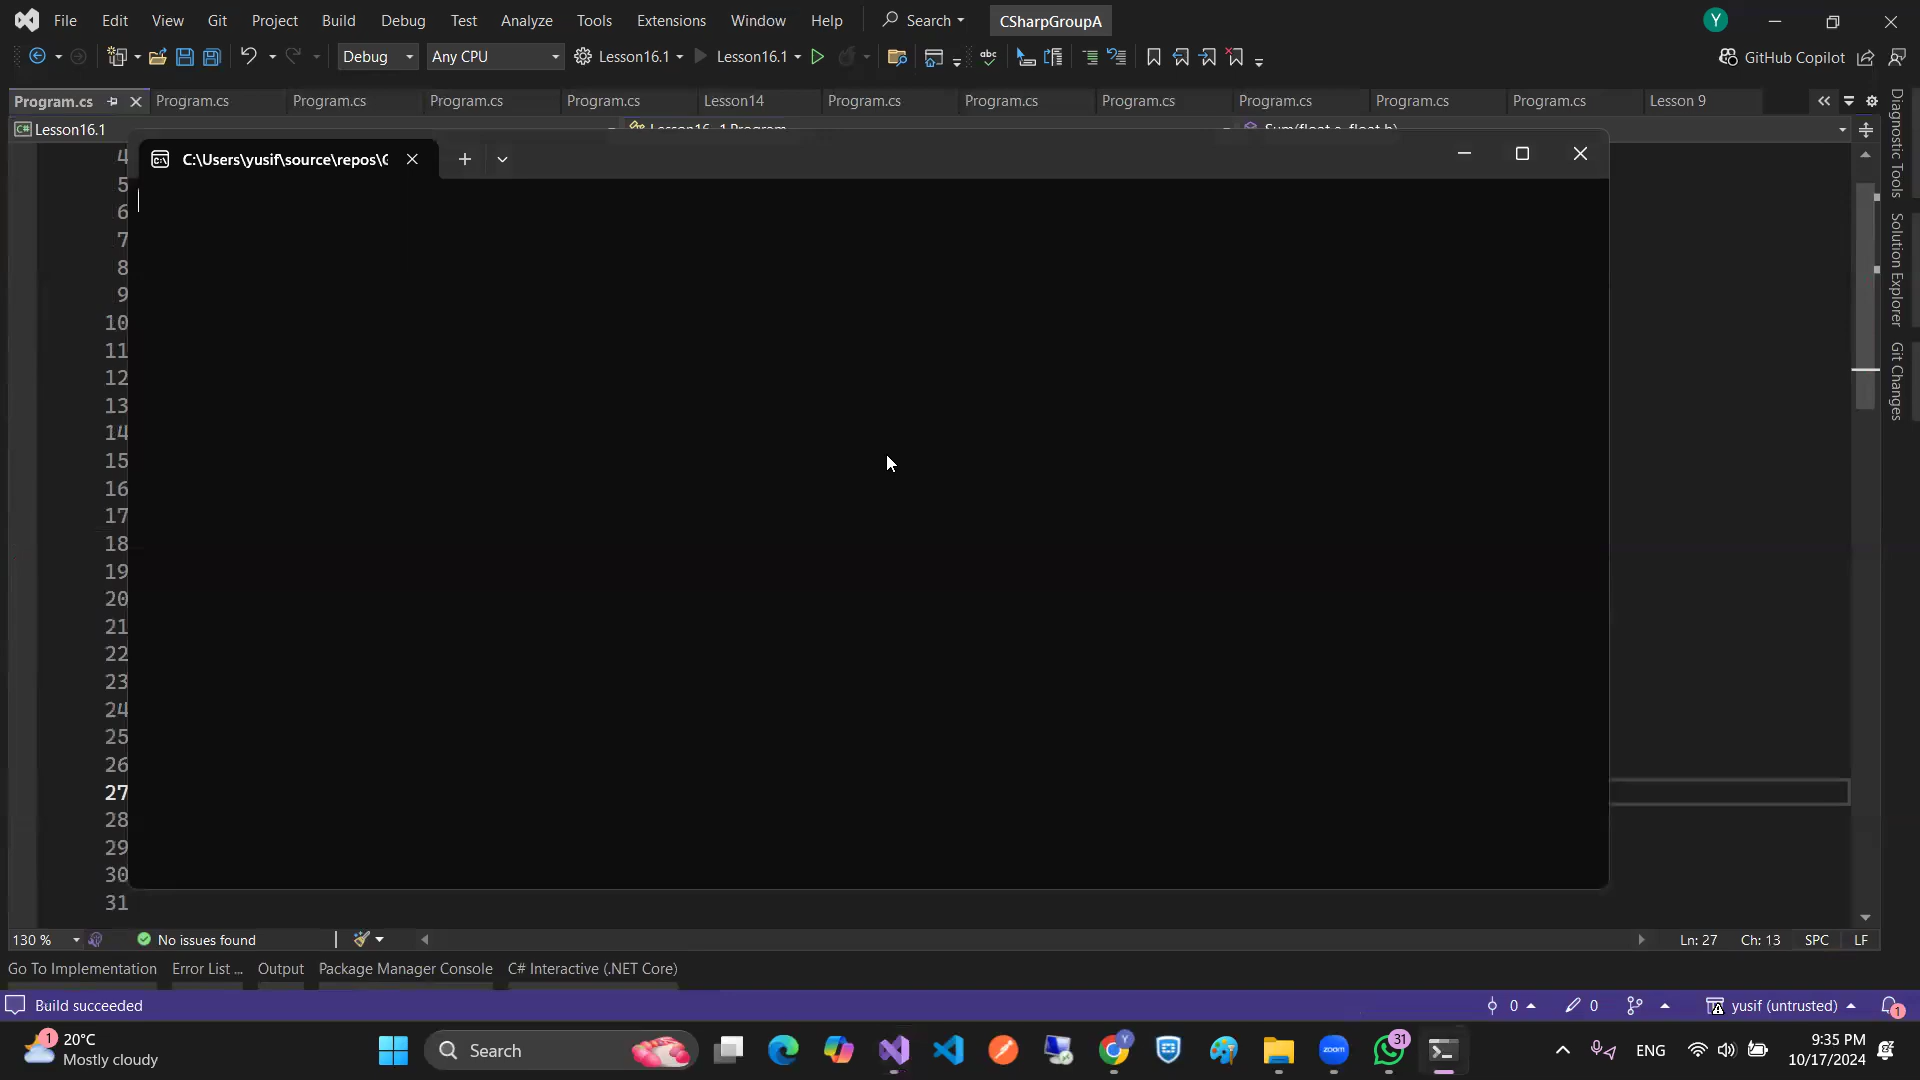 File Edit View Git Project Build Debug Test Analyze Tools Extensions Window Help Search CSharpGroupA Y
Debug Any CPU Lesson16.1 Lesson16.1 GitHub Copilot
Program.cs Program.cs Program.cs Program.cs Program.cs Lesson14 Program.cs Program.cs Program.cs Program.cs Program.cs Program.cs Lesson 9
Lesson16.1
C:\Users\yusif\source\repos\
4
5
6
7
8
9
10
11
12
13
14
15
16
17
18
19
20
21
22
23
24
25
26
27
28
29
30
31
Diagnostic Tools
Solution Explorer
Git Changes
130 % No issues found Ln: 27 Ch: 13 SPC LF
Go To Implementation Error List ... Output Package Manager Console C# Interactive (.NET Core)
Build succeeded 0 0 yusif (untrusted) 1
1 20°C
Mostly cloudy
Search
Y
zoom
31
ENG
9:35 PM
10/17/2024